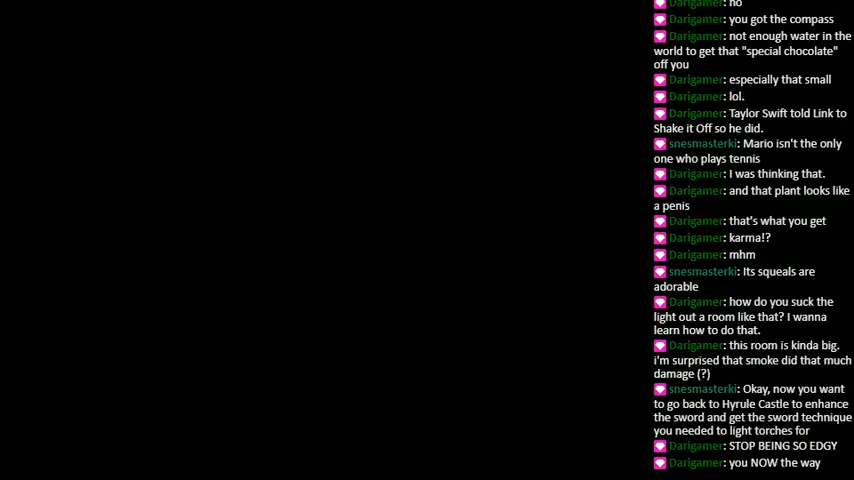 Darigamer: no
Darigamer: you got the compass
Darigamer: not enough water in the
world to get that "special chocolate"
off you
Darigamer: especially that small
Darigamer: lol.
Darigamer: Taylor Swift told Link to
Shake it Off so he did.
snesmasterki: Mario isn't the only
one who plays tennis
Darigamer: I was thinking that.
Darigamer: and that plant looks like
a penis
Darigamer: that's what you get
Darigamer: karma!?
Darigamer: mhm
snesmasterki: Its squeals are
adorable
Darigamer: how do you suck the
light out a room like that? I wanna
learn how to do that.
Darigamer: this room is kinda big.
i'm surprised that smoke did that much
damage (?)
snesmasterki: Okay, now you want
to go back to Hyrule Castle to enhance
the sword and get the sword technique
you needed to light torches for
Darigamer: STOP BEING SO EDGY
Darigamer: you NOW the way